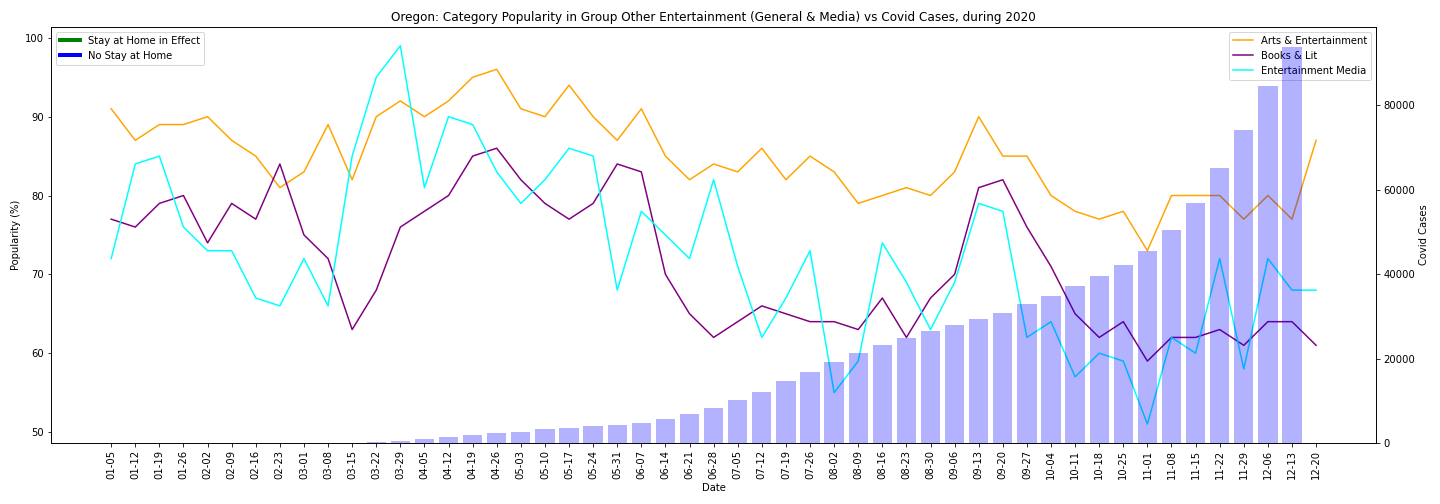 Oregon: Category Popularity in Group Other Entertainment (General & Media) vs Covid Cases, during 2020
Stay at Home in Effect
No Stay at Home
Arts & Entertainment
Books & Lit
Entertainment Media
Popularity (%)
100
90
80
70
60
50
80000
60000
40000
20000
0
Covid Cases
01-05 01-12 01-19 01-26 02-02 02-09 02-16 02-23 03-01 03-08 03-15 03-22 03-29 04-05 04-12 04-19 04-26 05-03 05-10 05-17 05-24 05-31 06-07 06-14 06-21 06-28 07-05 07-12 07-19 07-26 08-02 08-09 08-16 08-23 08-30 09-06 09-13 09-20 09-27 10-04 10-11 10-18 10-25 11-01 11-08 11-15 11-22 11-29 12-06 12-13 12-20
Date